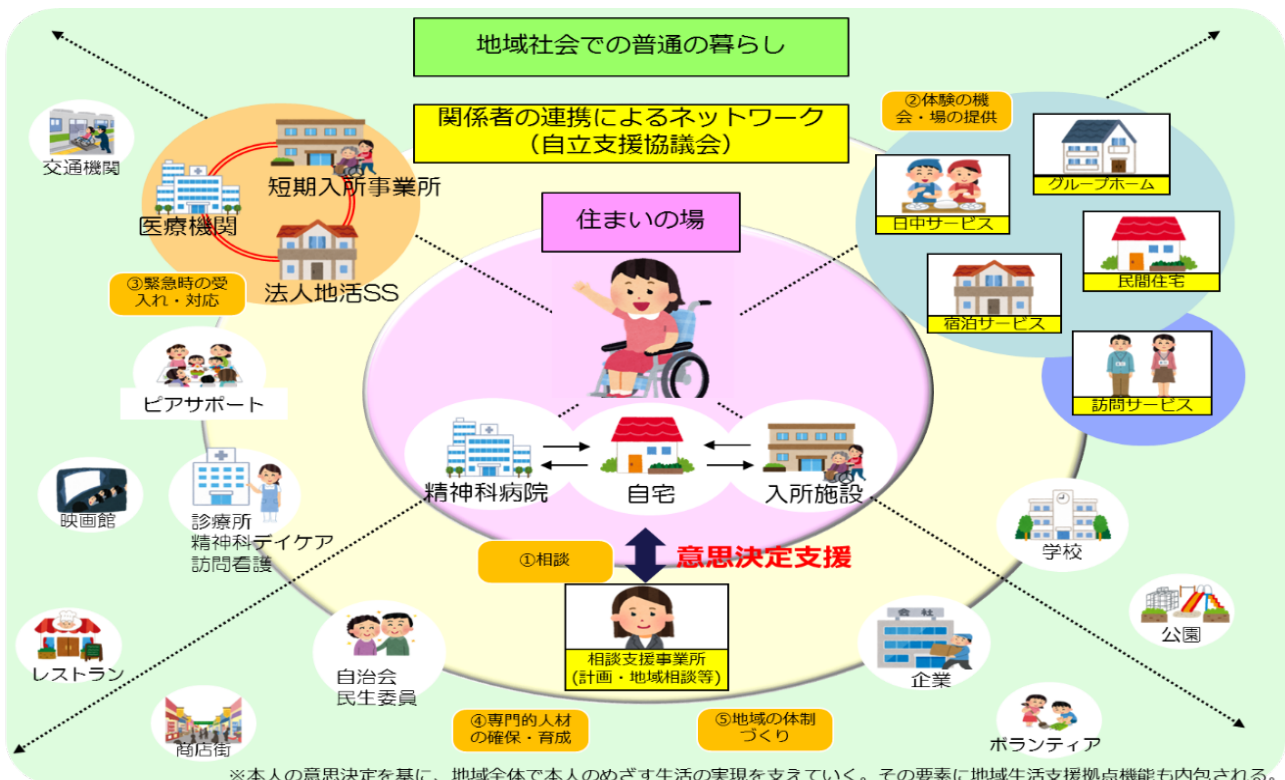 地域社会での普通の暮らし
関係者の連携によるネットワーク
（自立支援協議会）
②体験の機
会・場の提供
交通機関
短期入所事業所
医療機関
法人地活SS
③緊急時の受
入れ・対応
住まいの場
グループホーム
日中サービス
民間住宅
宿泊サービス
訪問サービス
ピアサポート
精神科病院
自宅
入所施設
映画館
診療所
精神科デイケア
訪問看護
①相談
意思決定支援
学校
公園
相談支援事業所
(計画・地域相談等)
会社
企業
レストラン
自治会
民生委員
商店街
④専門的人材
の確保・育成
⑤地域の体制
づくり
ボランティア
※本人の意思決定を基に、地域全体で本人のめざす生活の実現を支えていく。その要素に地域生活支援拠点機能も内包される。